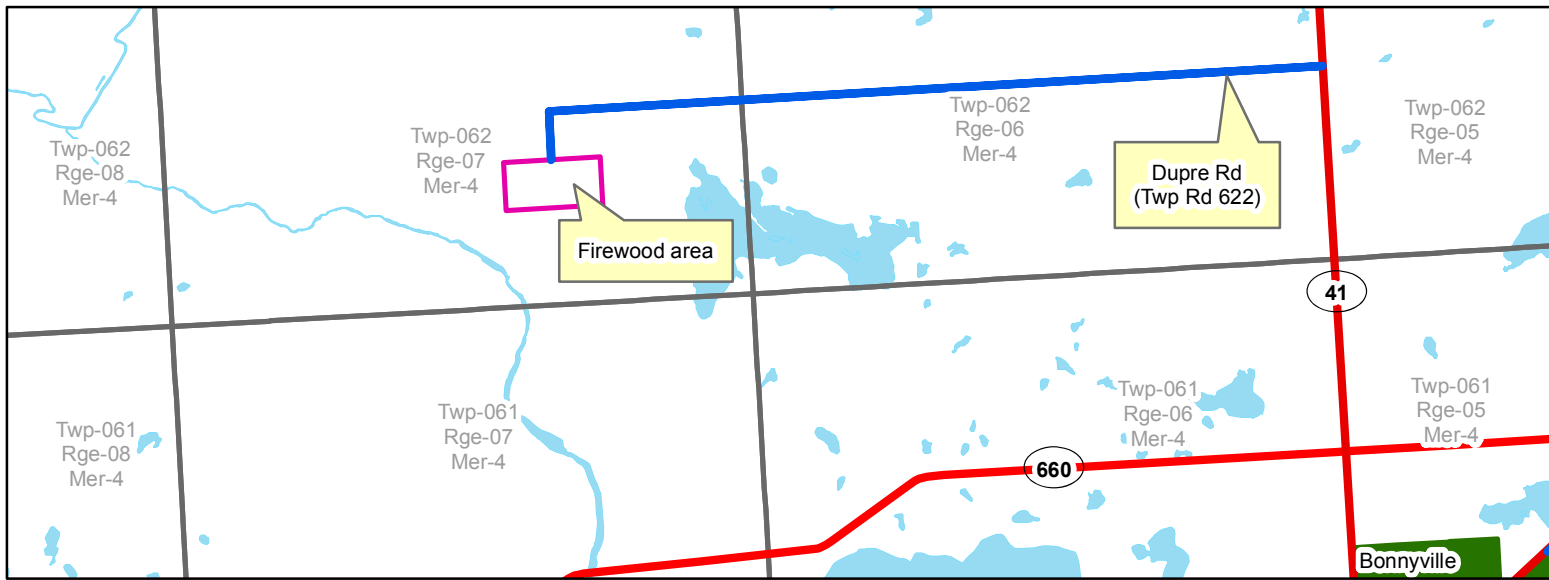 Twp-062
Rge-08
Mer-4
Twp-062
Rge-07
Mer-4
Twp-062
Rge-06
Mer-4
Twp-062
Rge-05
Mer-4
Dupre Rd
(Twp Rd 622)
Firewood area
41
Twp-061
Rge-08
Mer-4
Twp-061
Rge-07
Mer-4
Twp-061
Rge-06
Mer-4
Twp-061
Rge-05
Mer-4
660
Bonnyville